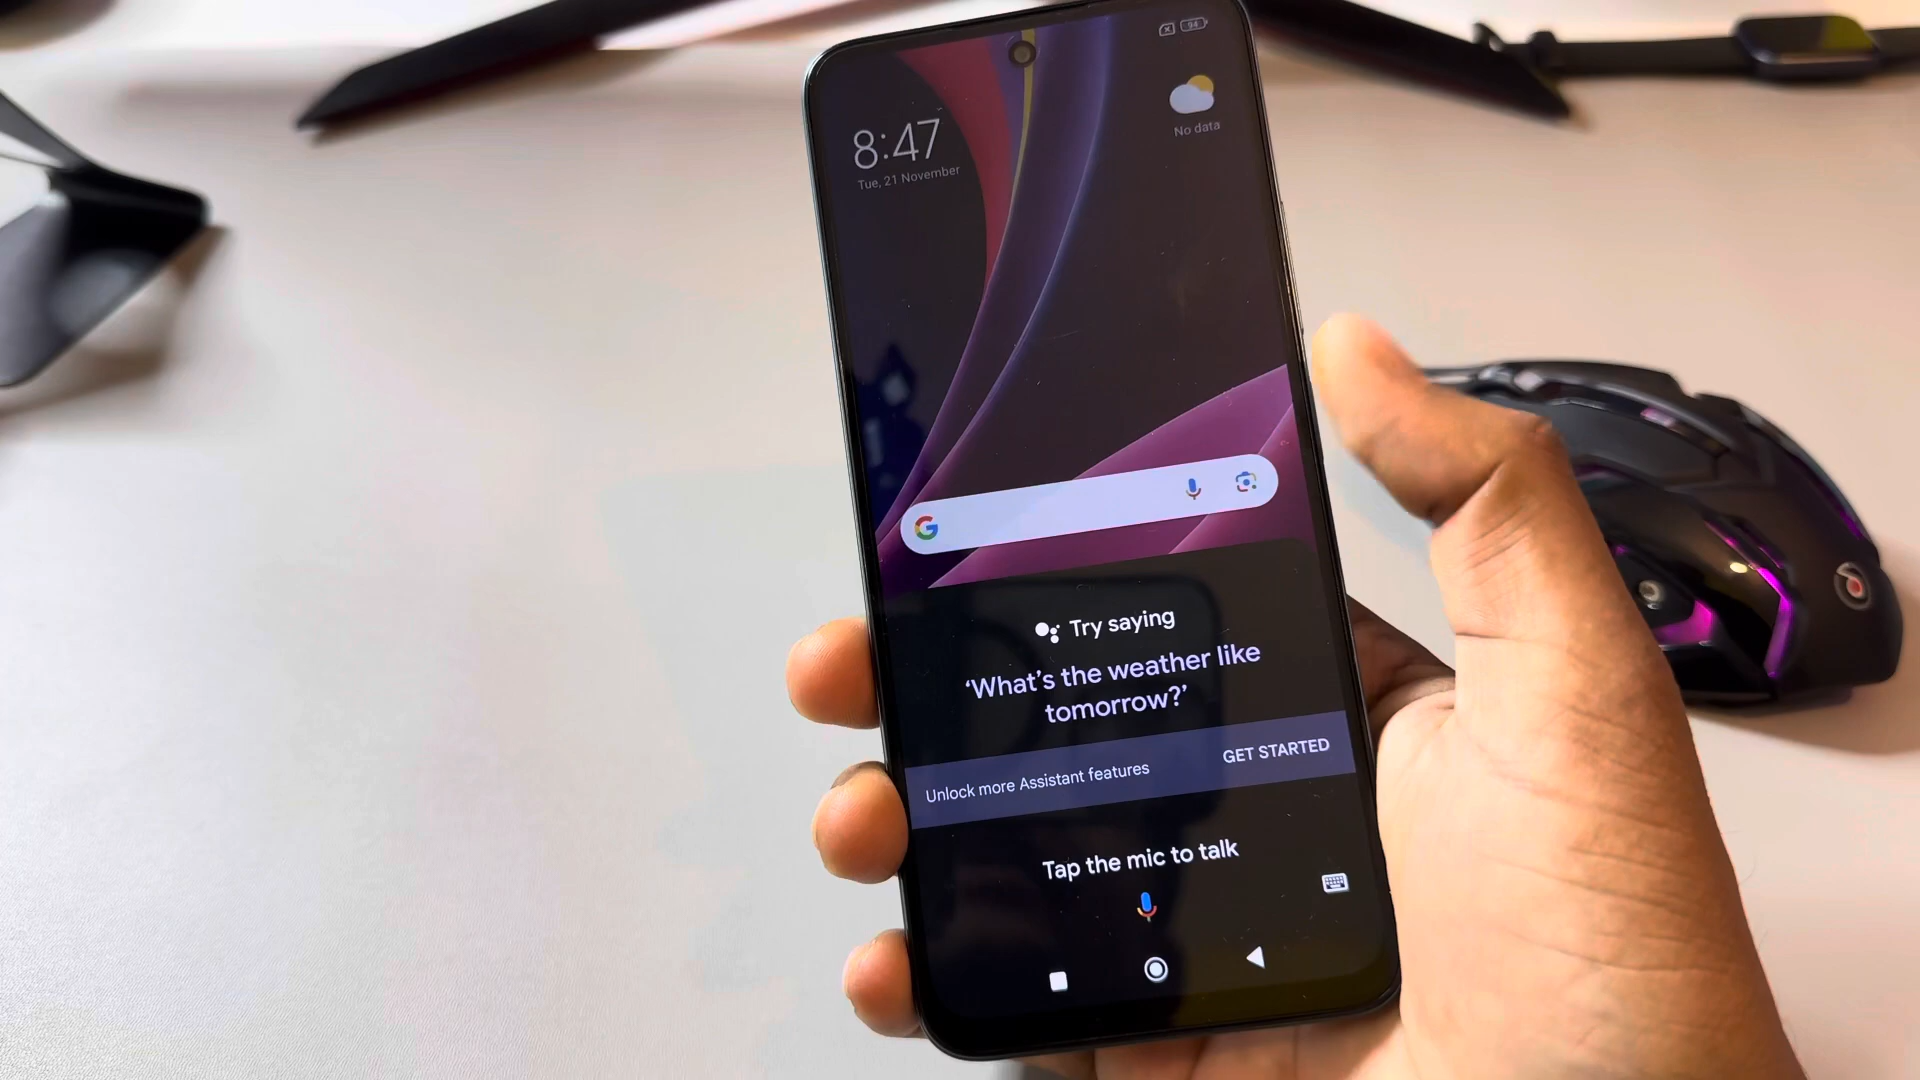 94
8:47
Tue, 21 November
No data
G
Try saying
‘What’s the weather like
tomorrow?’
Unlock more Assistant features
GET STARTED
Tap the mic to talk